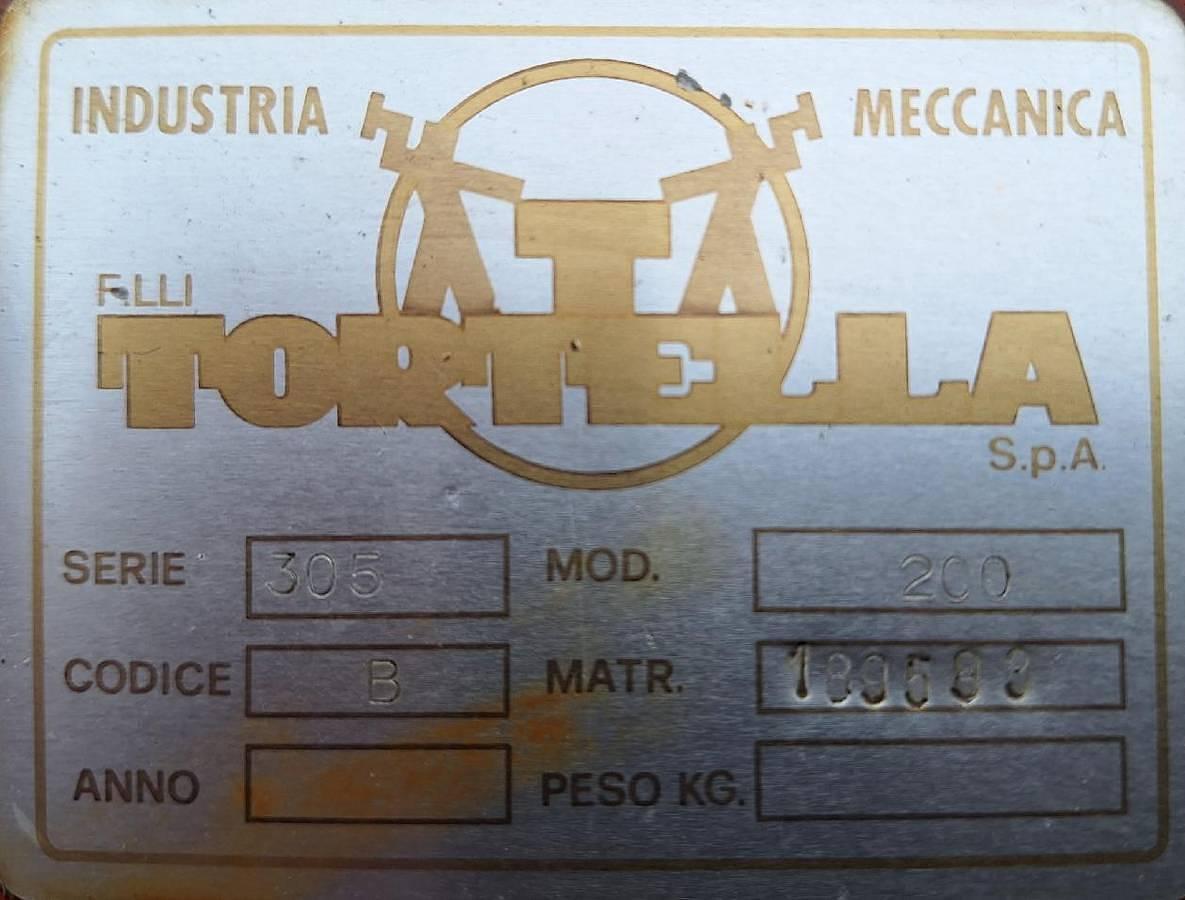 INDUSTRIA MECCANICA
F.LLI
TORTELLA
S.p.A.
SERIE 305 MOD. 200
CODICE B MATR.
ANNO PESO KG.